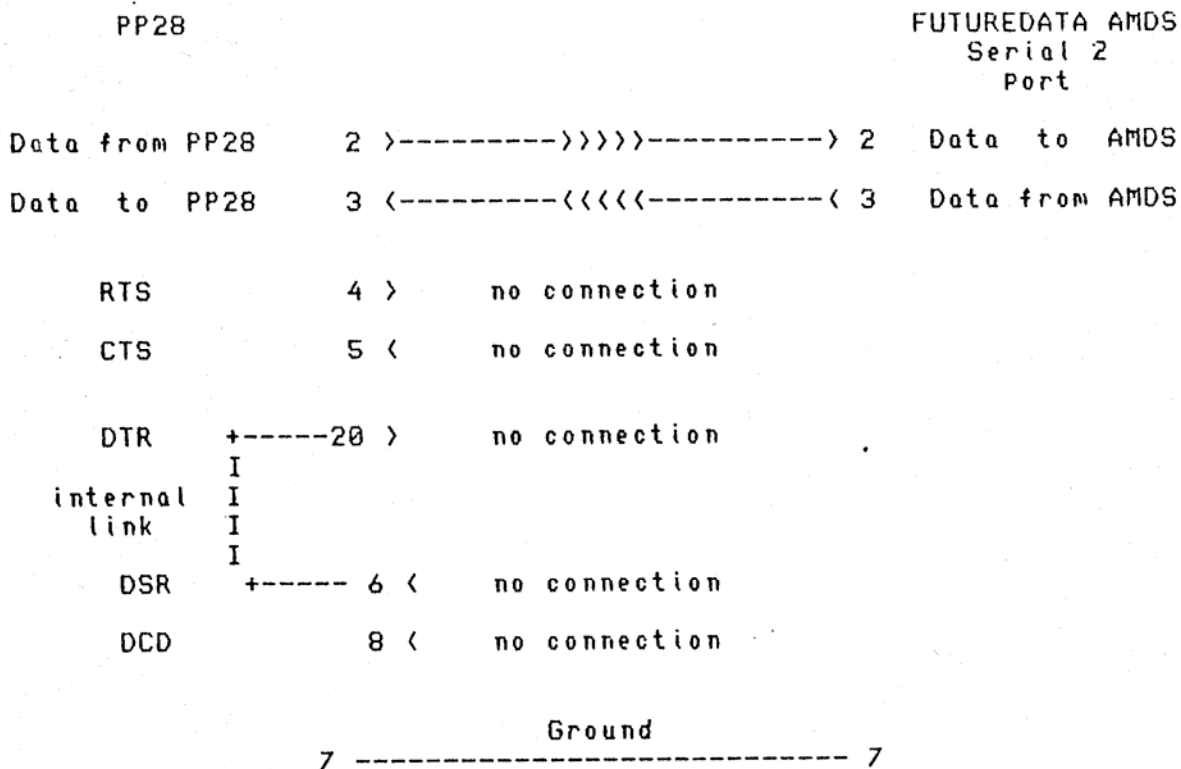 PP28 FUTUREDATA AMDS
Serial 2
Port
Data from PP28 2 >---------->>>>>-----------> 2 Data to AMDS
Data to PP28 3 <----------<<<<<-----------< 3 Data from AMDS
RTS 4 > no connection
CTS 5 < no connection
DTR +-----20 > no connection
I
internal I
link I
I
DSR +----- 6 < no connection
DCD 8 < no connection
Ground
7 ---------------------------- 7